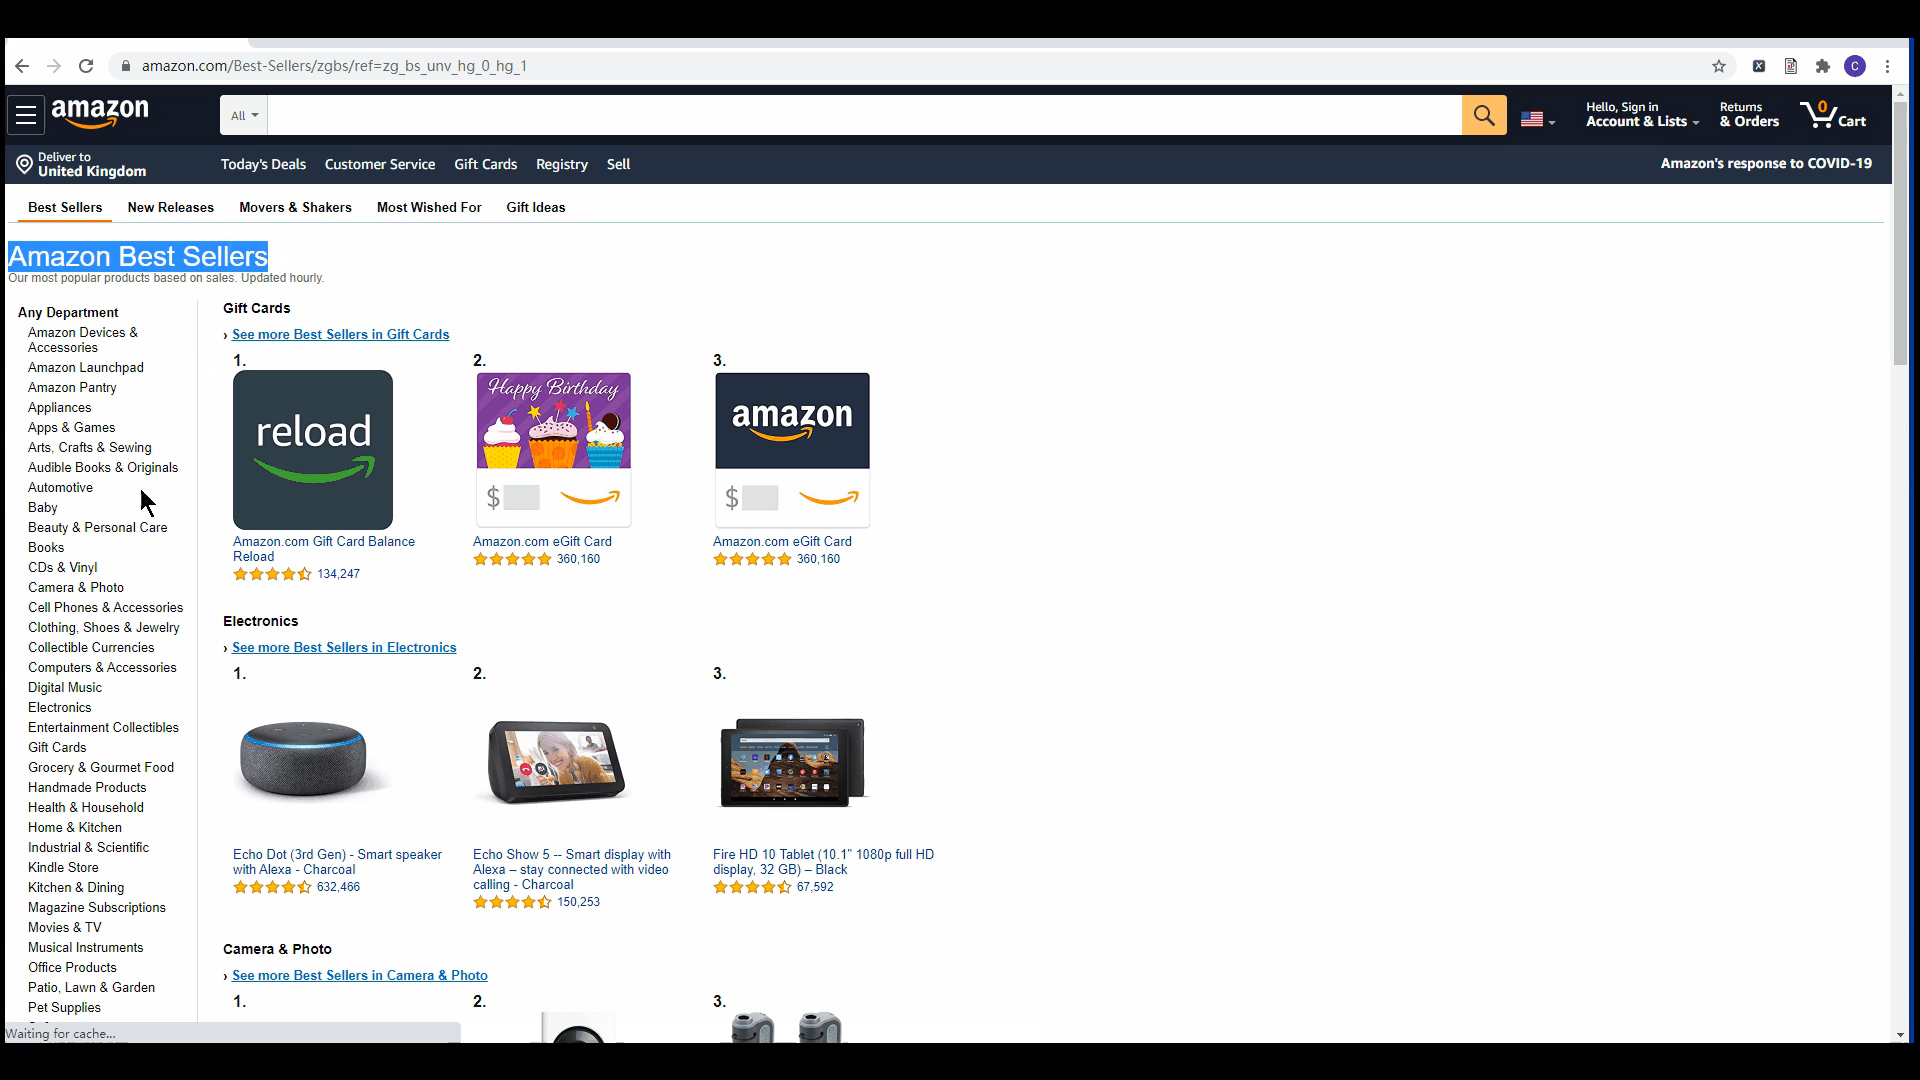 amazon.com/Best-Sellers/zgbs/ref=zg_bs_unv_hg_0_hg_1
C
amazon
All
Hello, Sign in
Account & Lists
Returns
& Orders
0
Cart
Deliver to
United Kingdom
Today's Deals
Customer Service
Gift Cards
Registry
Sell
Amazon's response to COVID-19
Best Sellers
New Releases
Movers & Shakers
Most Wished For
Gift Ideas
Amazon Best Sellers
Our most popular products based on sales. Updated hourly.
Any Department
Amazon Devices &
Accessories
Amazon Launchpad
Amazon Pantry
Appliances
Apps & Games
Arts, Crafts & Sewing
Audible Books & Originals
Automotive
Baby
Beauty & Personal Care
Books
CDs & Vinyl
Camera & Photo
Cell Phones & Accessories
Clothing, Shoes & Jewelry
Collectible Currencies
Computers & Accessories
Digital Music
Electronics
Entertainment Collectibles
Gift Cards
Grocery & Gourmet Food
Handmade Products
Health & Household
Home & Kitchen
Industrial & Scientific
Kindle Store
Kitchen & Dining
Magazine Subscriptions
Movies & TV
Musical Instruments
Office Products
Patio, Lawn & Garden
Pet Supplies
Gift Cards
› See more Best Sellers in Gift Cards
1.
reload
Amazon.com Gift Card Balance
Reload
134,247
2.
Happy Birthday
$
Amazon.com eGift Card
360,160
3.
amazon
$
Amazon.com eGift Card
360,160
Electronics
› See more Best Sellers in Electronics
1.
Echo Dot (3rd Gen) - Smart speaker
with Alexa - Charcoal
632,466
2.
Echo Show 5 -- Smart display with
Alexa – stay connected with video
calling - Charcoal
150,253
3.
Fire HD 10 Tablet (10.1" 1080p full HD
display, 32 GB) – Black
67,592
Camera & Photo
› See more Best Sellers in Camera & Photo
1.
2.
3.
Waiting for cache...